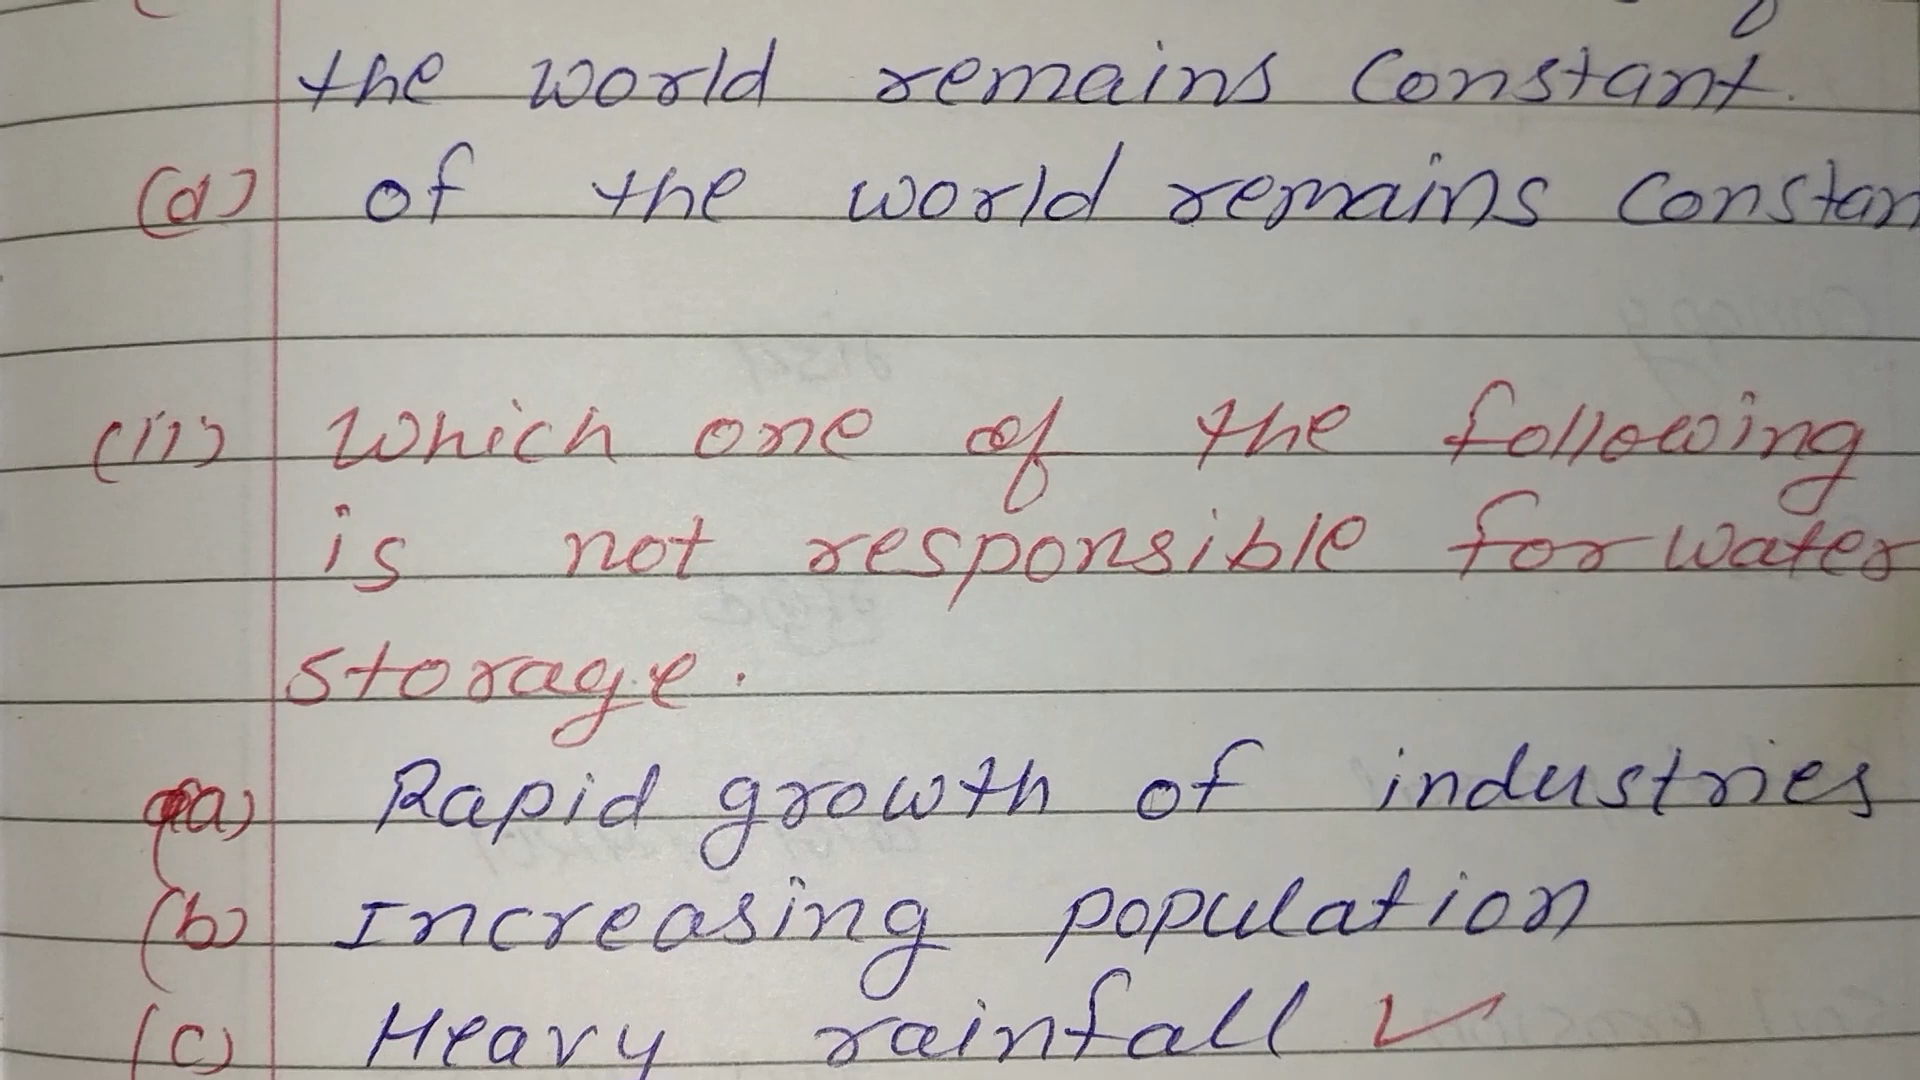 the world remains constant.
(d) of the world remains constan
(ii) Which one of the following
is not responsible for water
storage.
(a) Rapid growth of industries
(b) Increasing population
(c) Heavy rainfall ✓